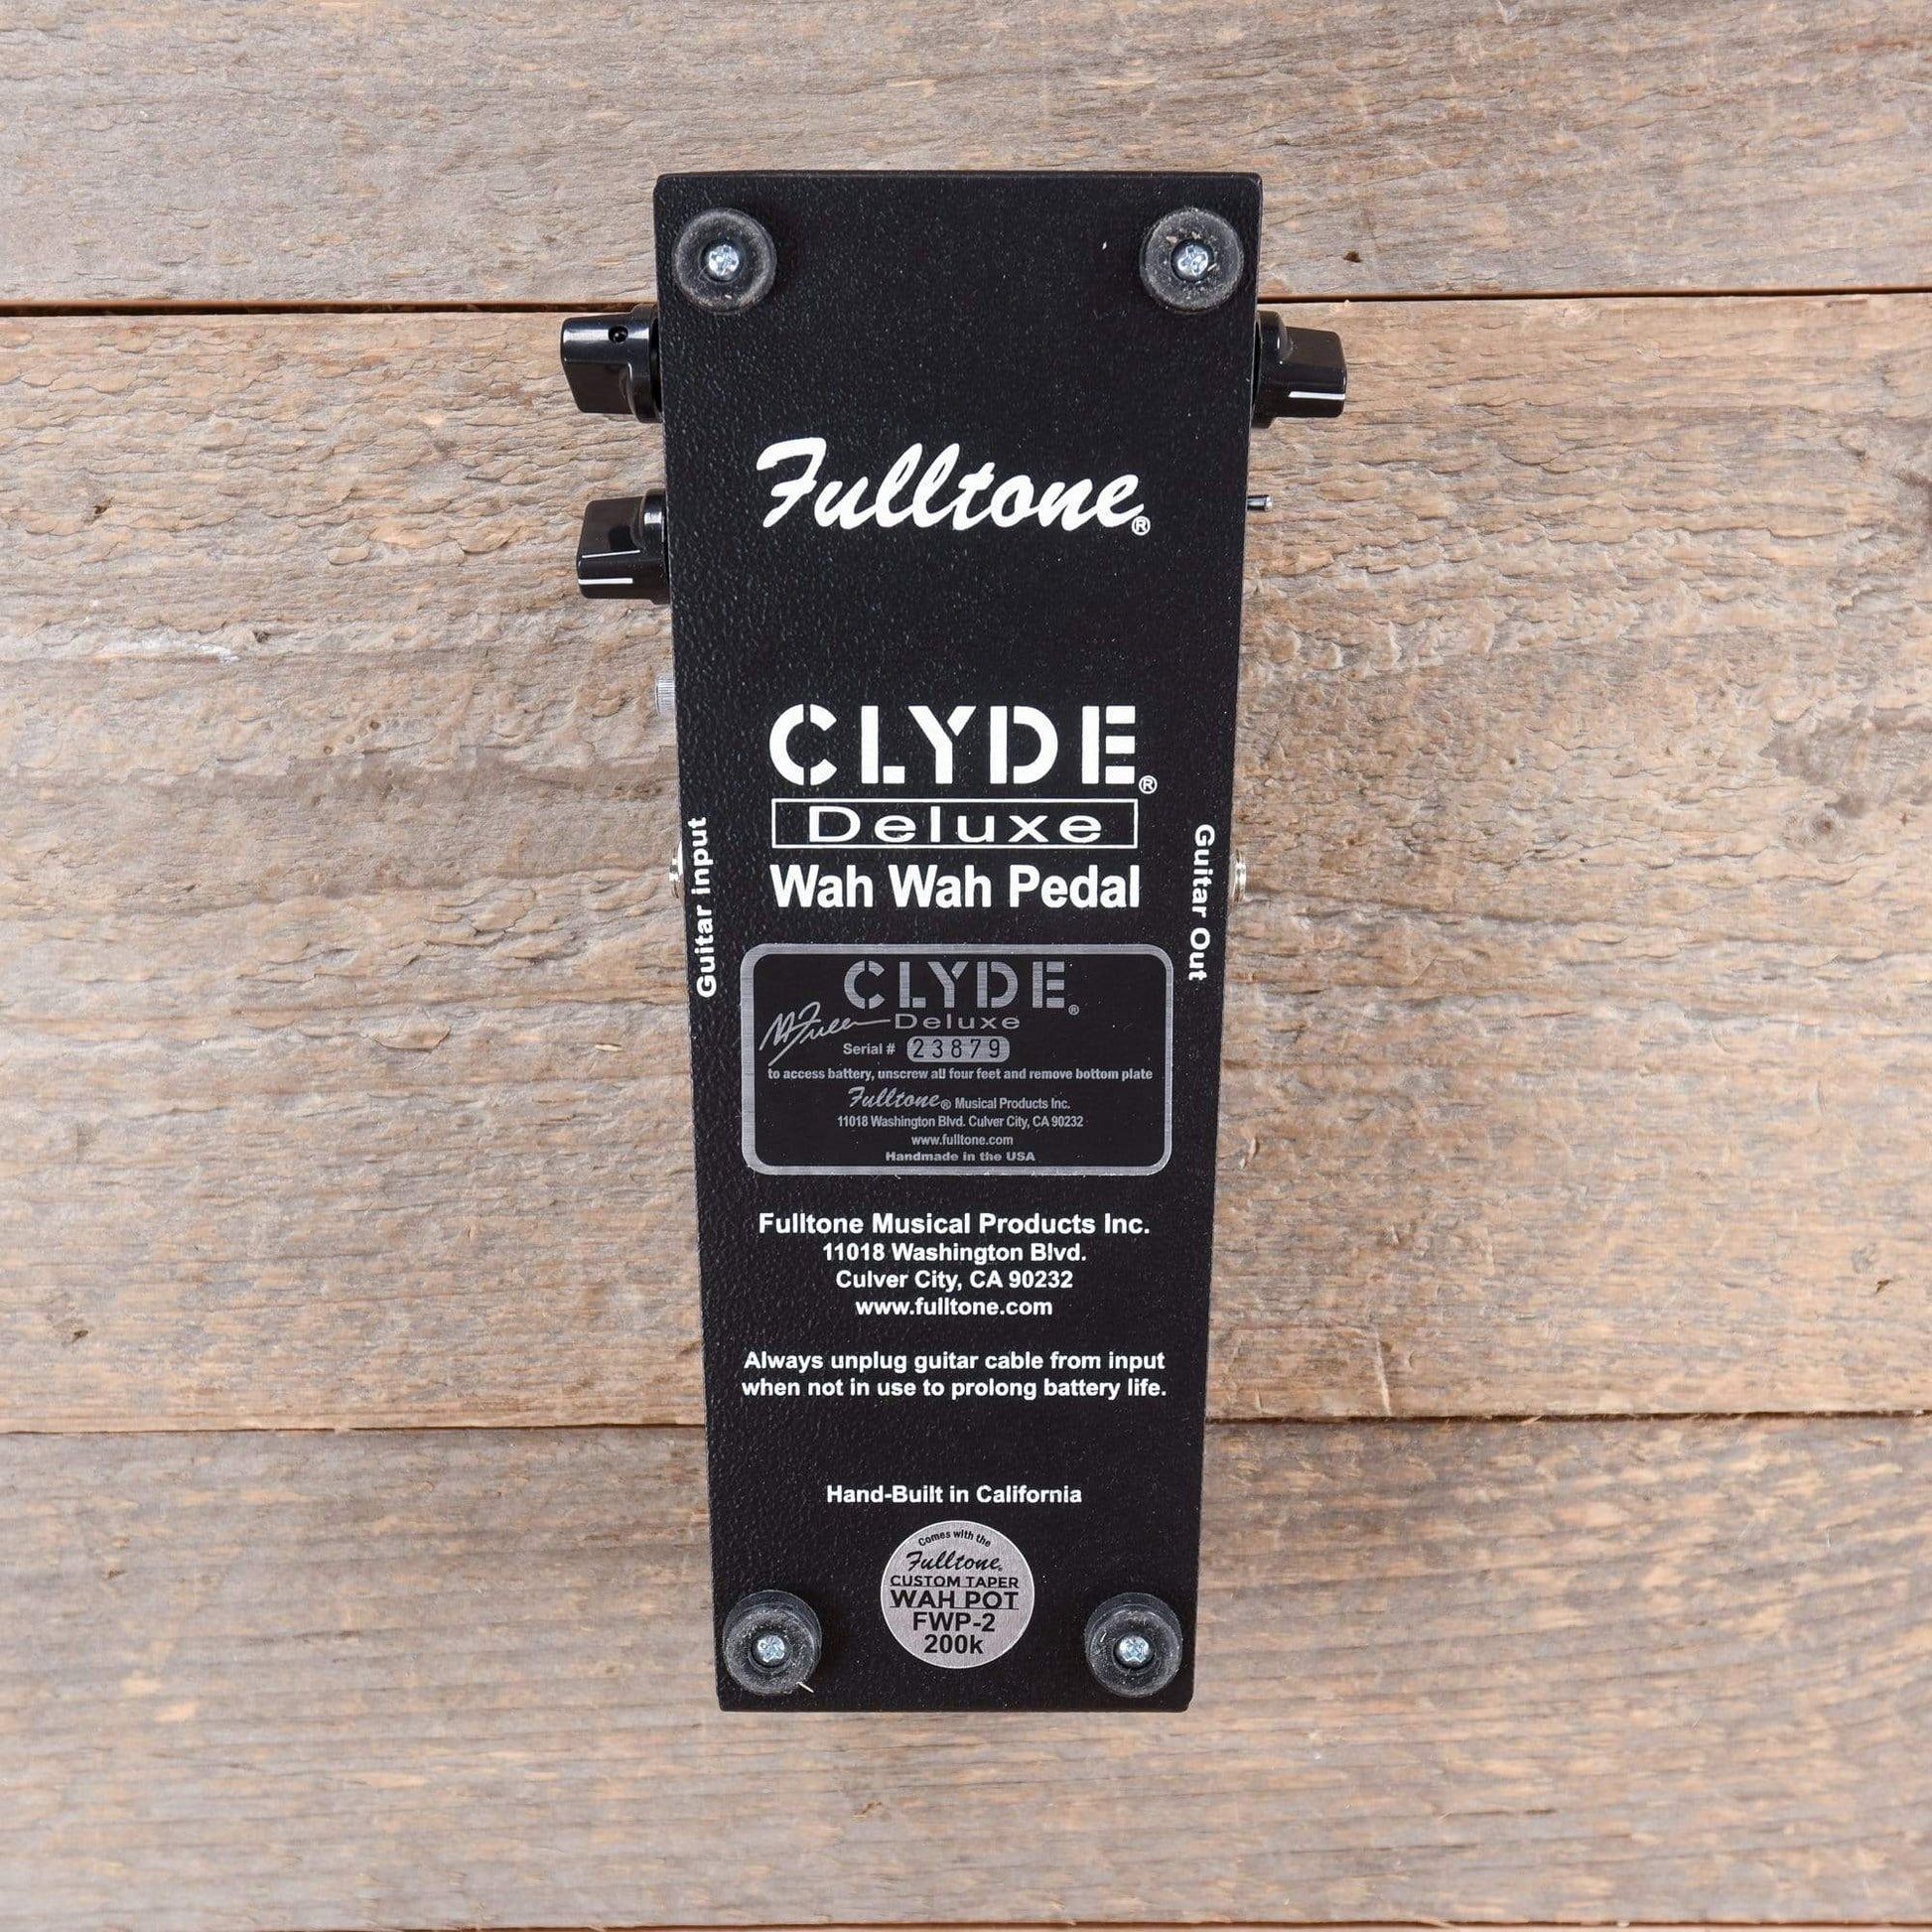 Fulltone®
CLYDE®
Deluxe
Wah Wah Pedal
Guitar input
Guitar Out
CLYDE®
Deluxe
Serial # 23879
to access battery, unscrew all four feet and remove bottom plate
Fulltone® Musical Products Inc.
11018 Washington Blvd. Culver City, CA 90232
www.fulltone.com
Handmade in the USA
Fulltone Musical Products Inc.
11018 Washington Blvd.
Culver City, CA 90232
www.fulltone.com
Always unplug guitar cable from input
when not in use to prolong battery life.
Hand-Built in California
Comes with the
Fulltone®
CUSTOM TAPER
WAH POT
FWP-2
200k